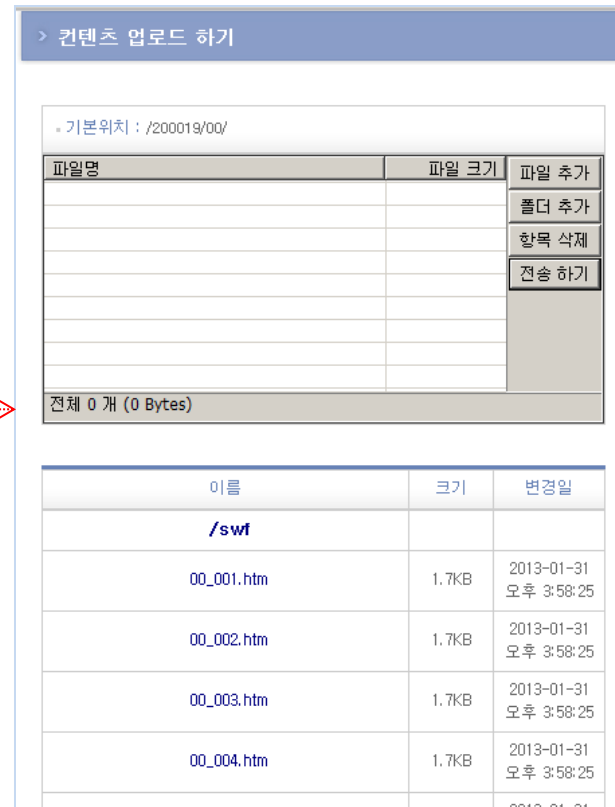 컨텐츠 업로드 하기
기본위치 : /200019/00/
파일명 파일 크기 파일 추가
폴더 추가
항목 삭제
전송 하기
전체 0 개 (0 Bytes)
이름 크기 변경일
/swf
00_001.htm 1.7KB 2013-01-31
오후 3:58:25
00_002.htm 1.7KB 2013-01-31
오후 3:58:25
00_003.htm 1.7KB 2013-01-31
오후 3:58:25
00_004.htm 1.7KB 2013-01-31
오후 3:58:25